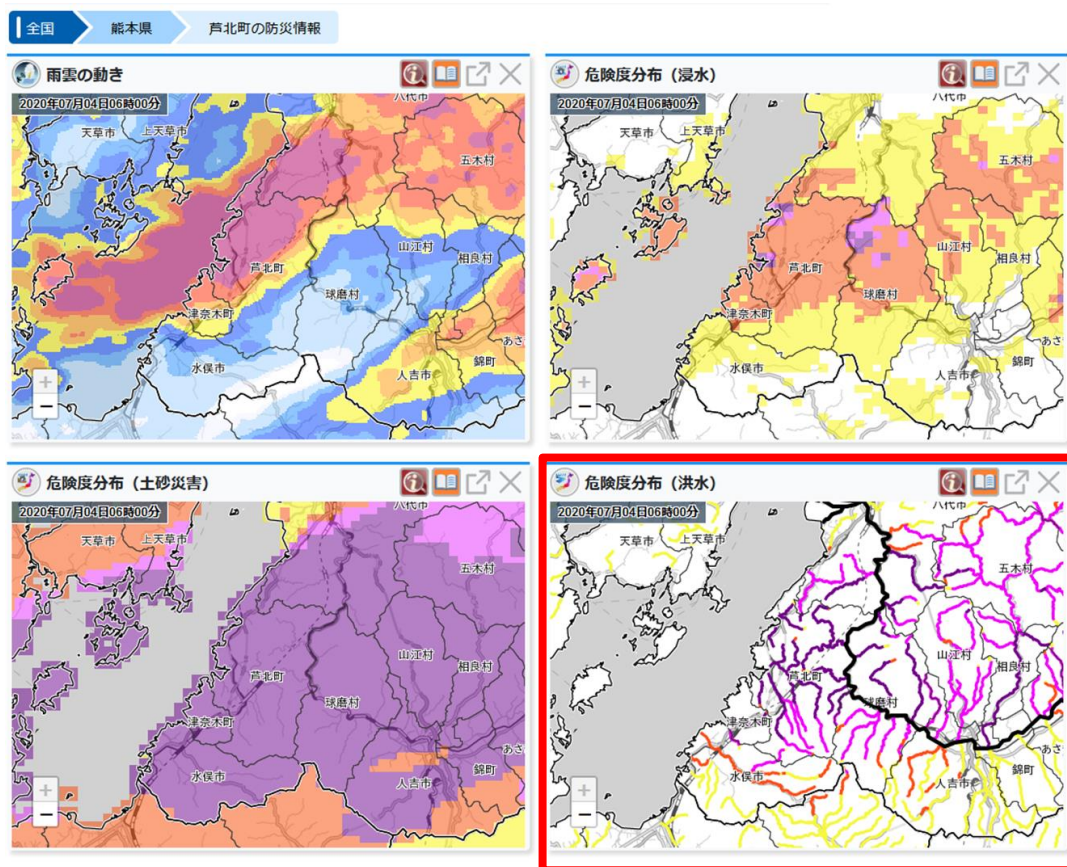 全国
熊本県
芦北町の防災情報
雨雲の動き
2020年07月04日06時00分
八代市
天草市
上天草市
五木村
山江村
相良村
芦北町
球磨村
津奈木町
あさ
水俣市
錦町
人吉市
+
−
危険度分布（浸水）
2020年07月04日06時00分
八代市
天草市
上天草市
五木村
山江村
相良村
芦北町
球磨村
津奈木町
あさ
水俣市
錦町
人吉市
+
−
危険度分布（土砂災害）
2020年07月04日06時00分
天草市
上天草市
五木村
山江村
相良村
芦北町
球磨村
津奈木町
あさ
水俣市
錦町
人吉市
+
−
危険度分布（洪水）
2020年07月04日06時00分
八代市
天草市
上天草市
五木村
山江村
相良村
芦北町
球磨村
津奈木町
あさ
水俣市
錦町
人吉市
+
−